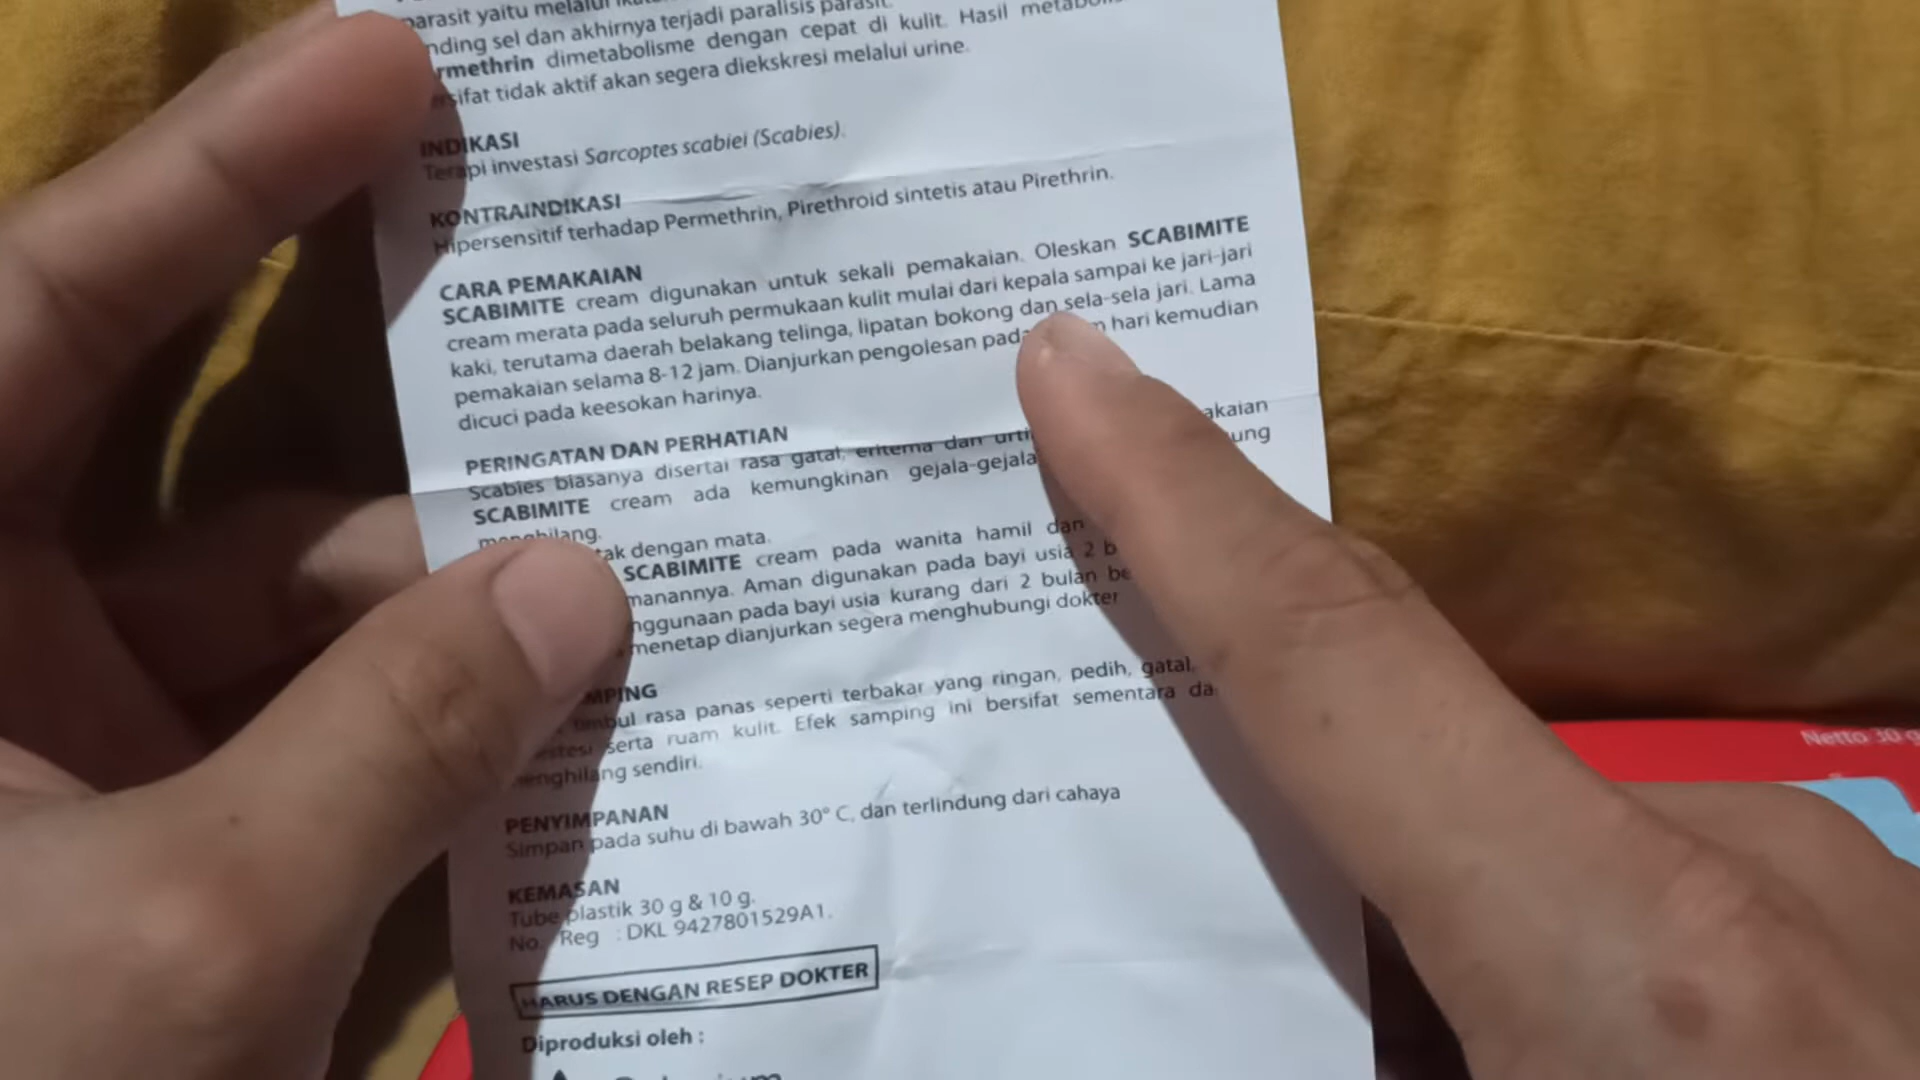 parasit yaitu melalui
nding sel dan akhirnya terjadi paralisis parasit.
rmethrin dimetabolisme dengan cepat di kulit. Hasil
rsifat tidak aktif akan segera diekskresi melalui urine.
INDIKASI
Terapi investasi Sarcoptes scabiei (Scabies).
KONTRAINDIKASI
Hipersensitif terhadap Permethrin, Pirethroid sintetis atau Pirethrin.
CARA PEMAKAIAN
SCABIMITE cream digunakan untuk sekali pemakaian. Oleskan SCABIMITE
cream merata pada seluruh permukaan kulit mulai dari kepala sampai ke jari-jari
kaki, terutama daerah belakang telinga, lipatan bokong dan sela-sela jari. Lama
pemakaian selama 8-12 jam. Dianjurkan pengolesan pada hari kemudian
dicuci pada keesokan harinya.
PERINGATAN DAN PERHATIAN
Scabies biasanya disertai rasa gatal, eritema dan urti akaian
SCABIMITE cream ada kemungkinan gejala-gejala ung
menghilang.
tak dengan mata.
SCABIMITE cream pada wanita hamil dan
manannya. Aman digunakan pada bayi usia 2 b
nggunaan pada bayi usia kurang dari 2 bulan be
menetap dianjurkan segera menghubungi dokter
MPING
timbul rasa panas seperti terbakar yang ringan, pedih, gatal,
estesi serta ruam kulit. Efek samping ini bersifat sementara da
menghilang sendiri.
PENYIMPANAN
Simpan pada suhu di bawah 30° C, dan terlindung dari cahaya
KEMASAN
Tube plastik 30 g & 10 g.
No. Reg : DKL 9427801529A1.
HARUS DENGAN RESEP DOKTER
Diproduksi oleh :
Netto 30 g